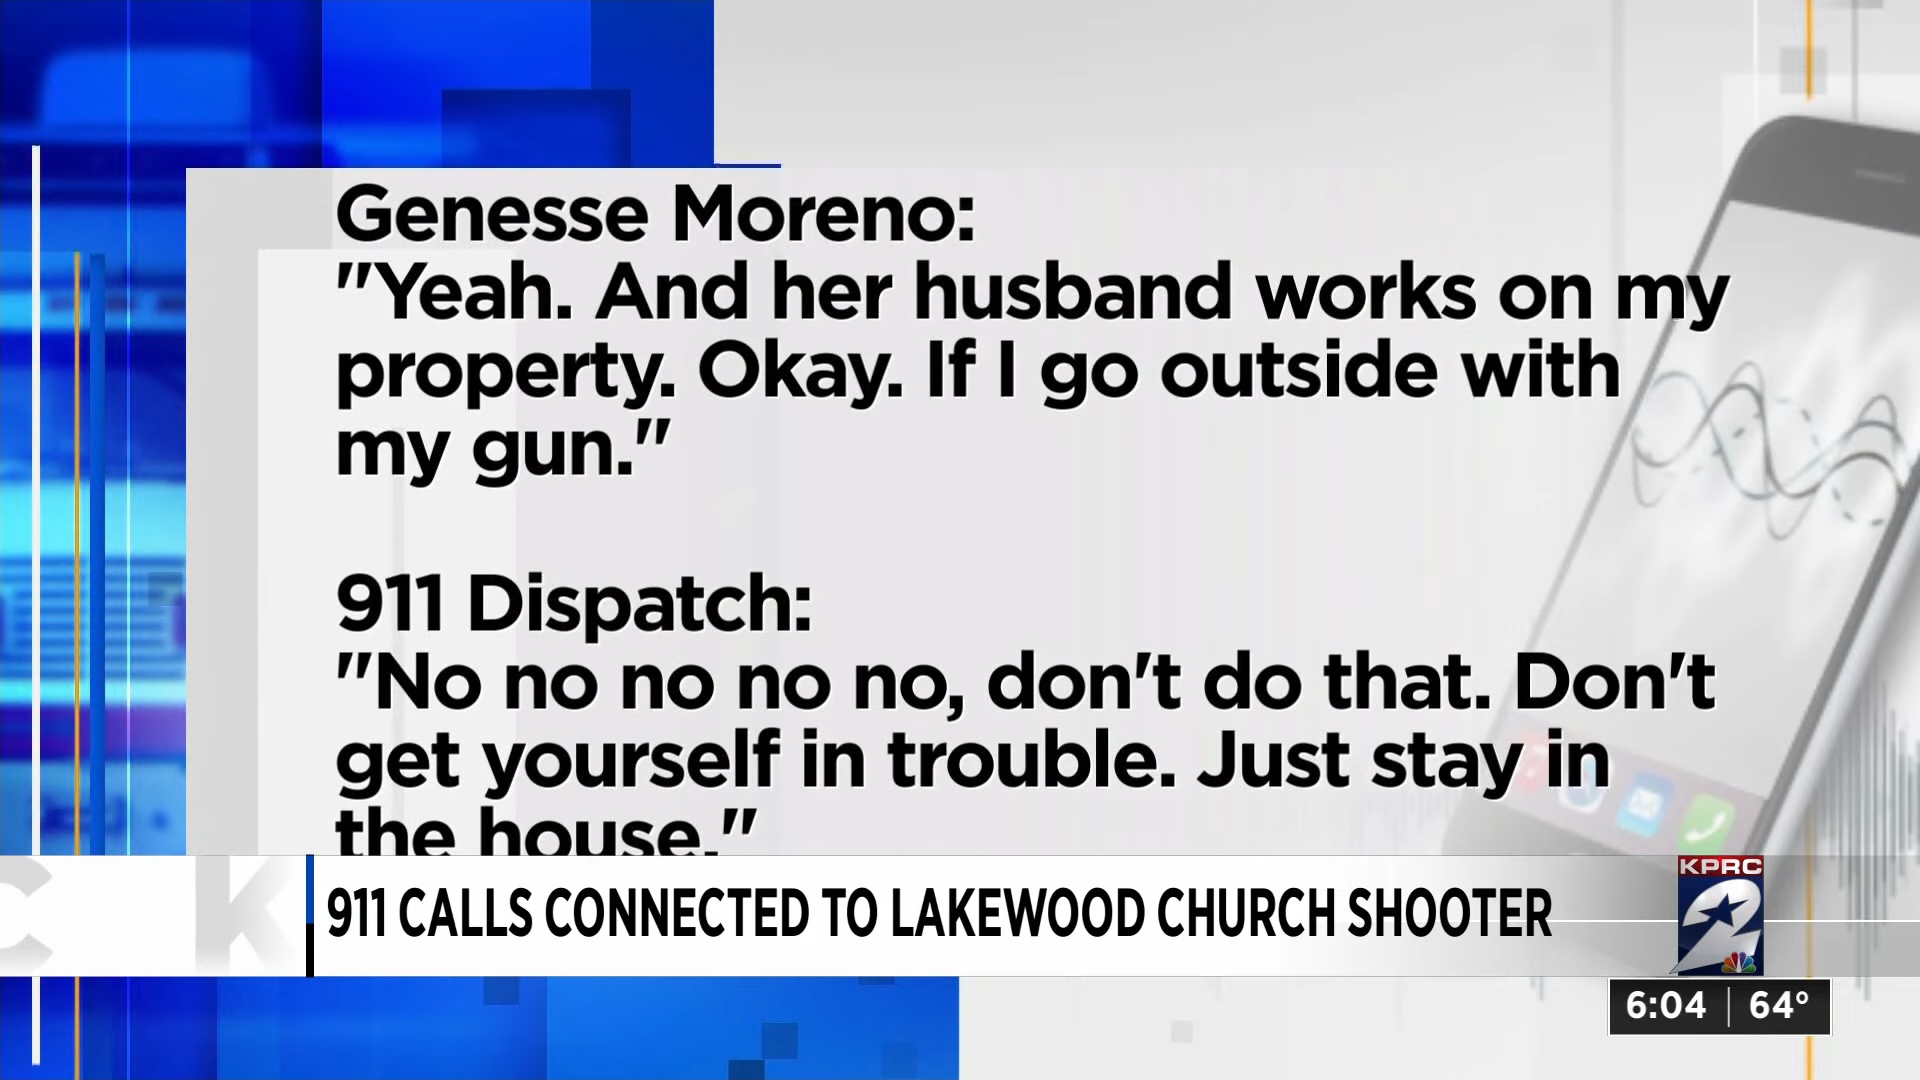 Genesse Moreno:
"Yeah. And her husband works on my
property. Okay. If I go outside with
my gun."
911 Dispatch:
"No no no no no, don't do that. Don't
get yourself in trouble. Just stay in
the house."
C K
911 CALLS CONNECTED TO LAKEWOOD CHURCH SHOOTER
KPRC
2
6:04 | 64°